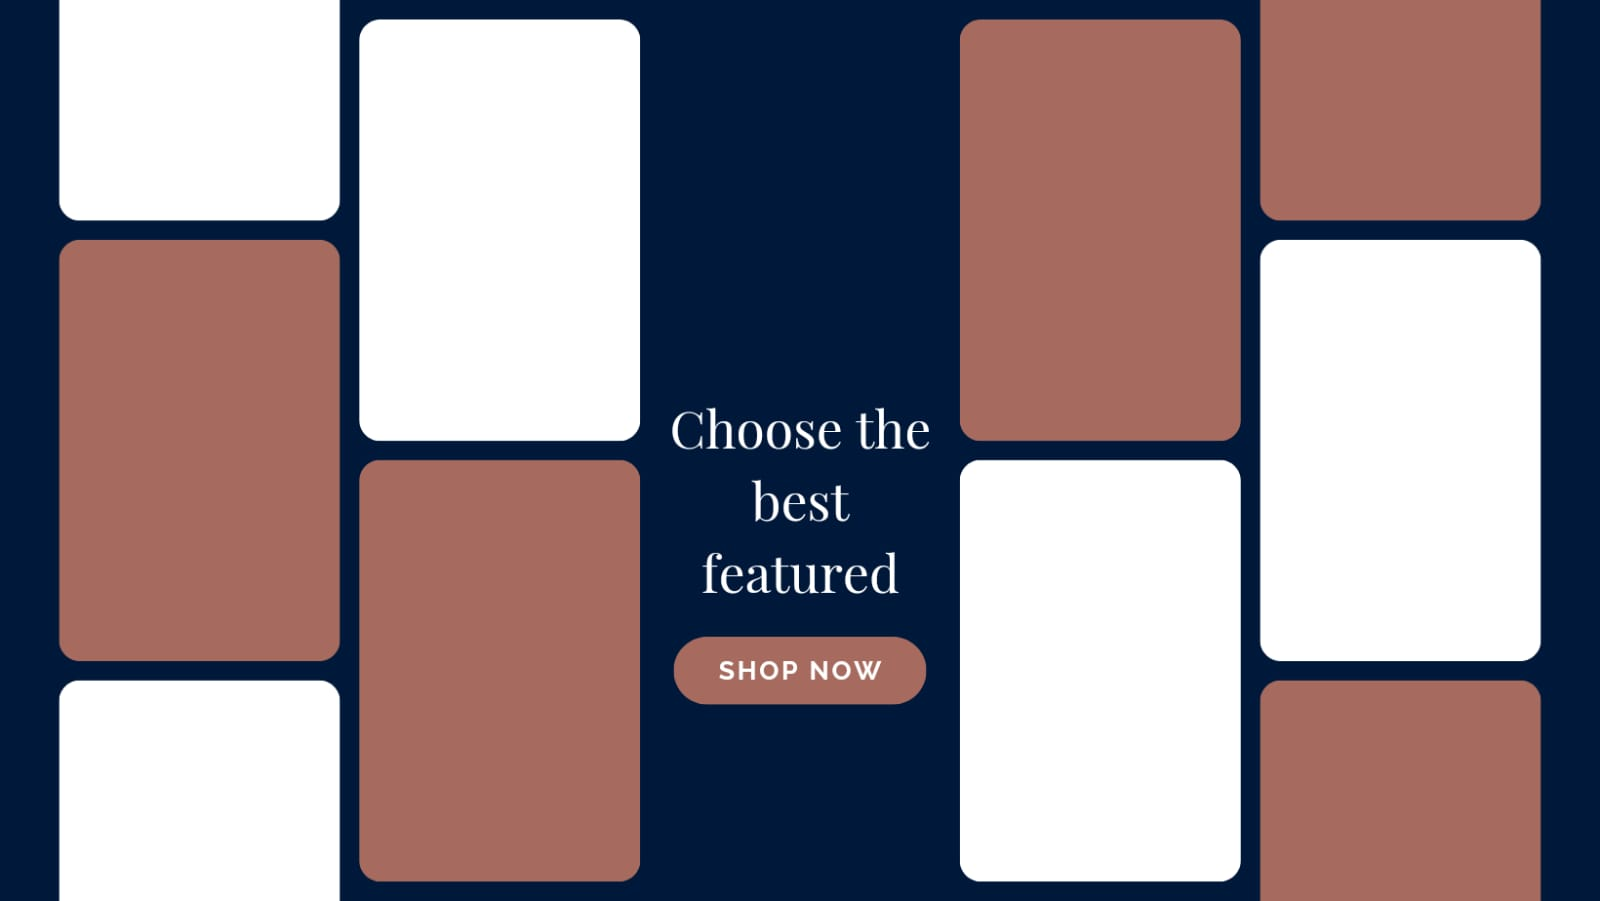 Choose the
best
featured
SHOP NOW